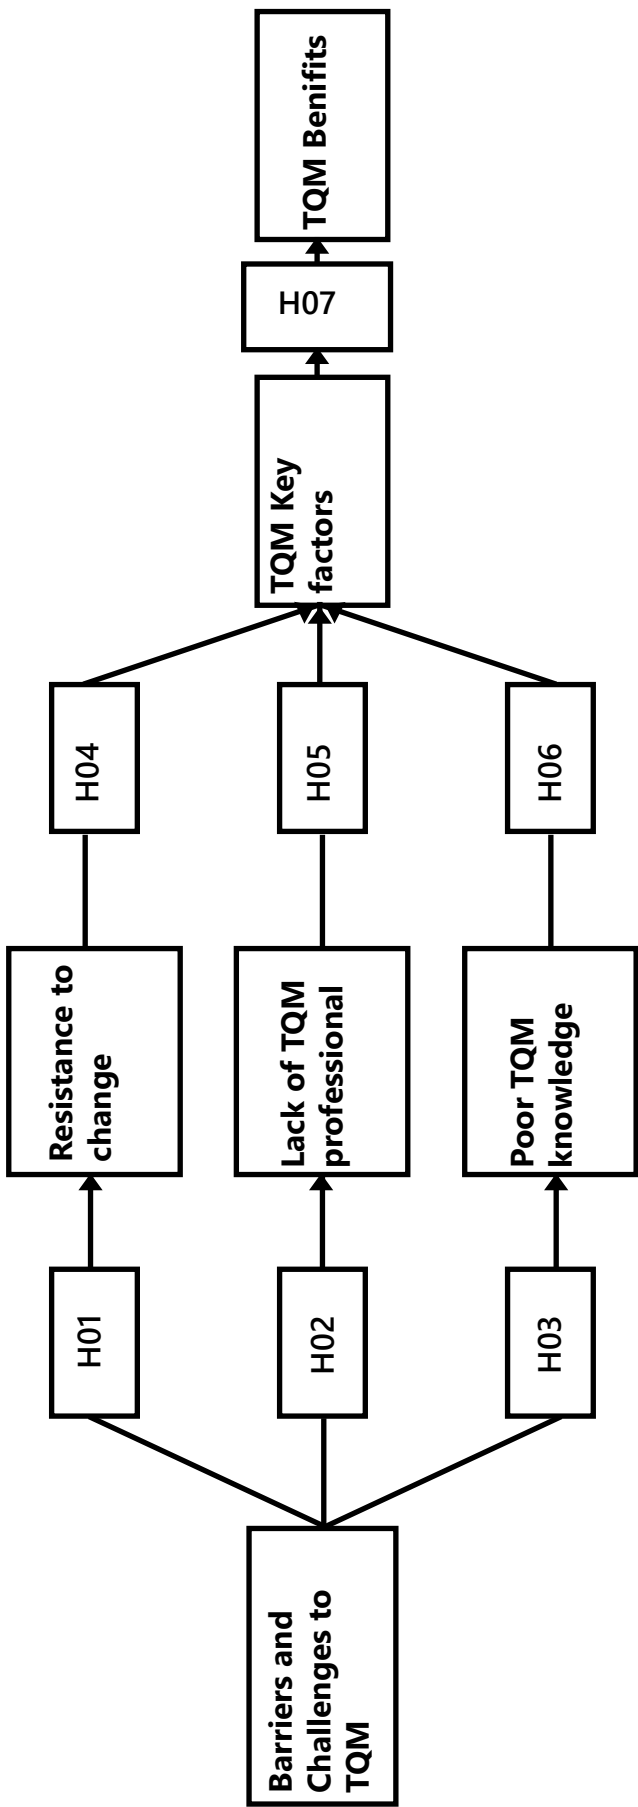 Barriers and
Challenges to
TQM
H01
H02
H03
Resistance to
change
Lack of TQM
professional
Poor TQM
knowledge
H04
H05
H06
TQM Key
factors
H07
TQM Benifits